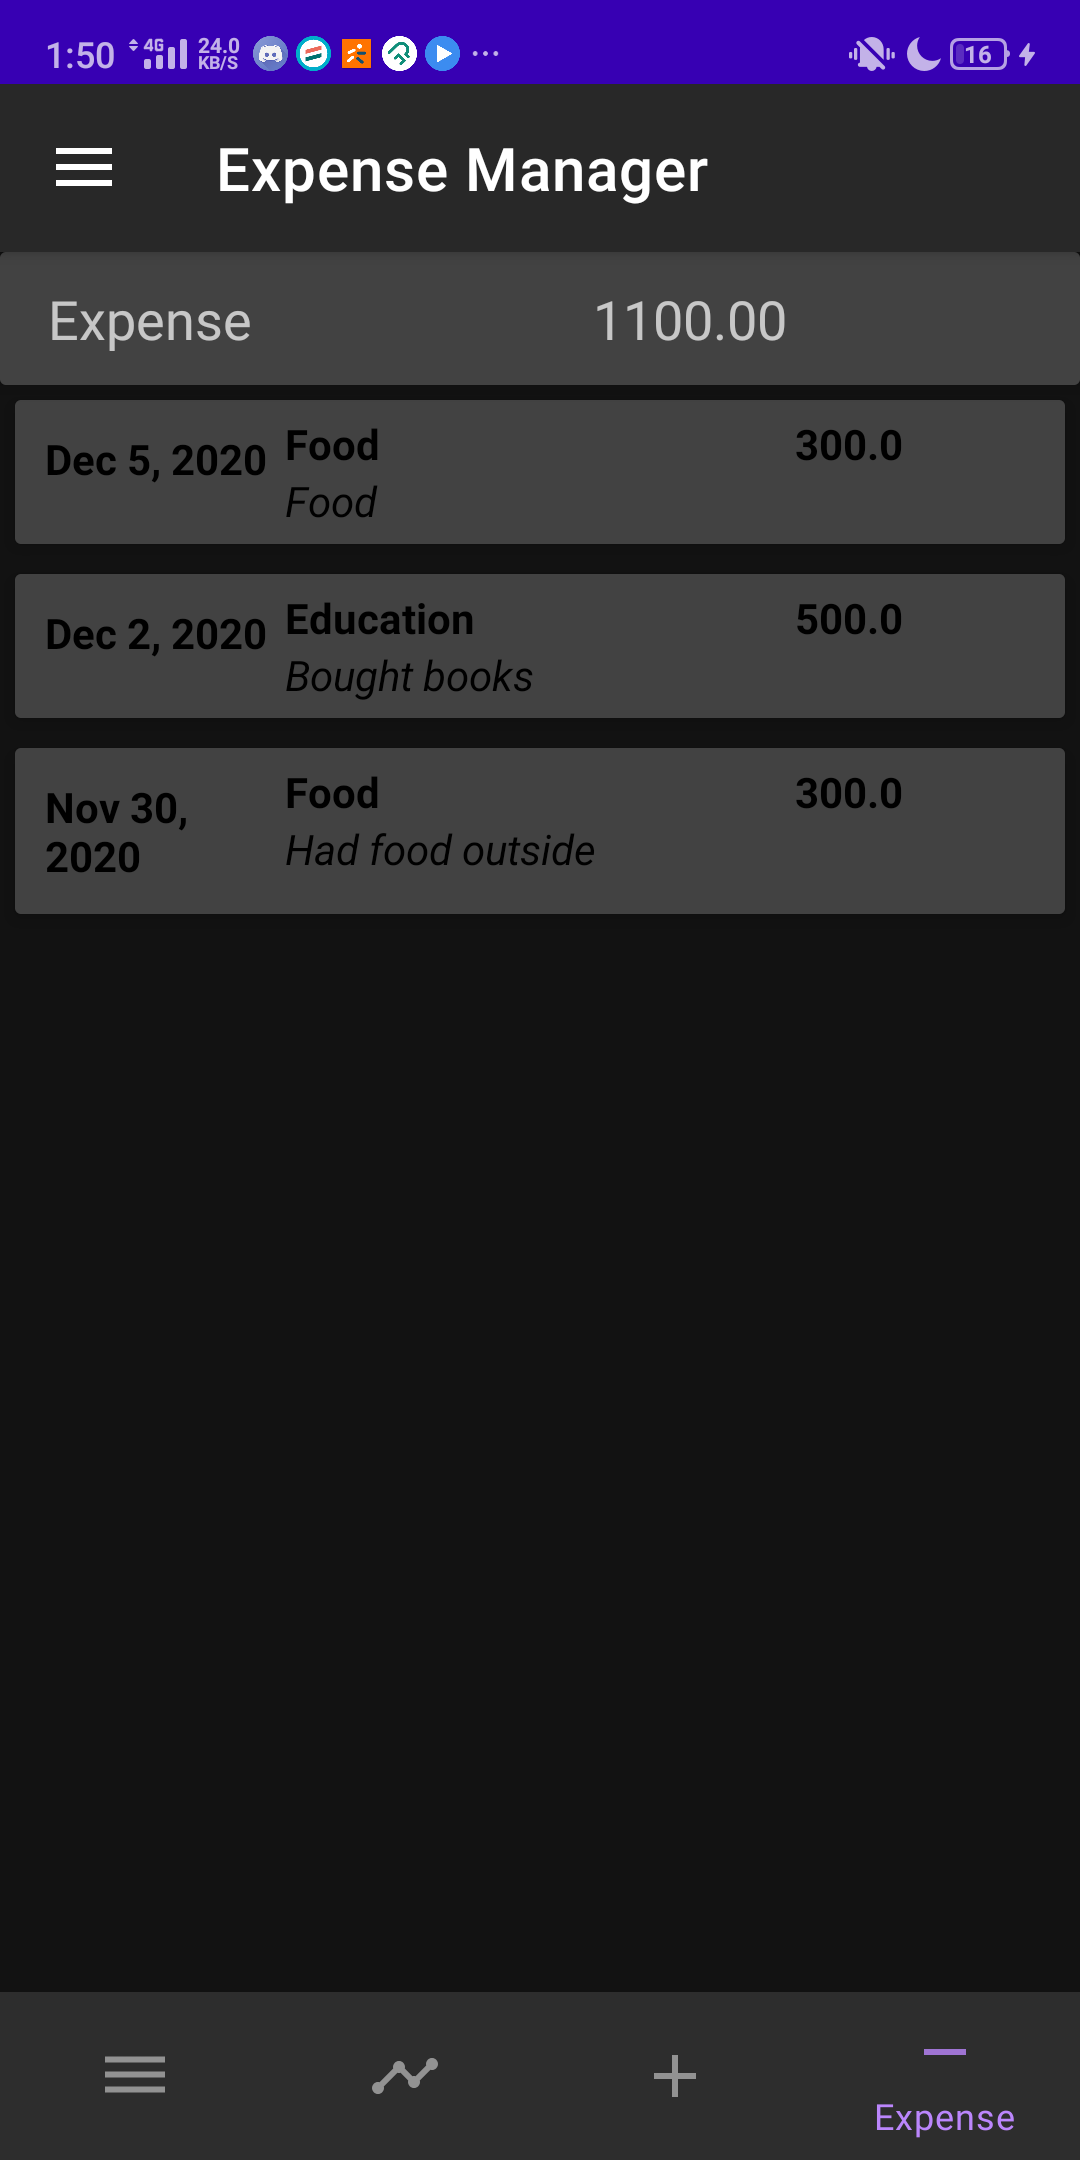 1:50 4G 24.0 KB/S ... 16
Expense Manager
Expense 1100.00
Dec 5, 2020 Food 300.0
Food
Dec 2, 2020 Education 500.0
Bought books
Nov 30, 2020 Food 300.0
Had food outside
Expense